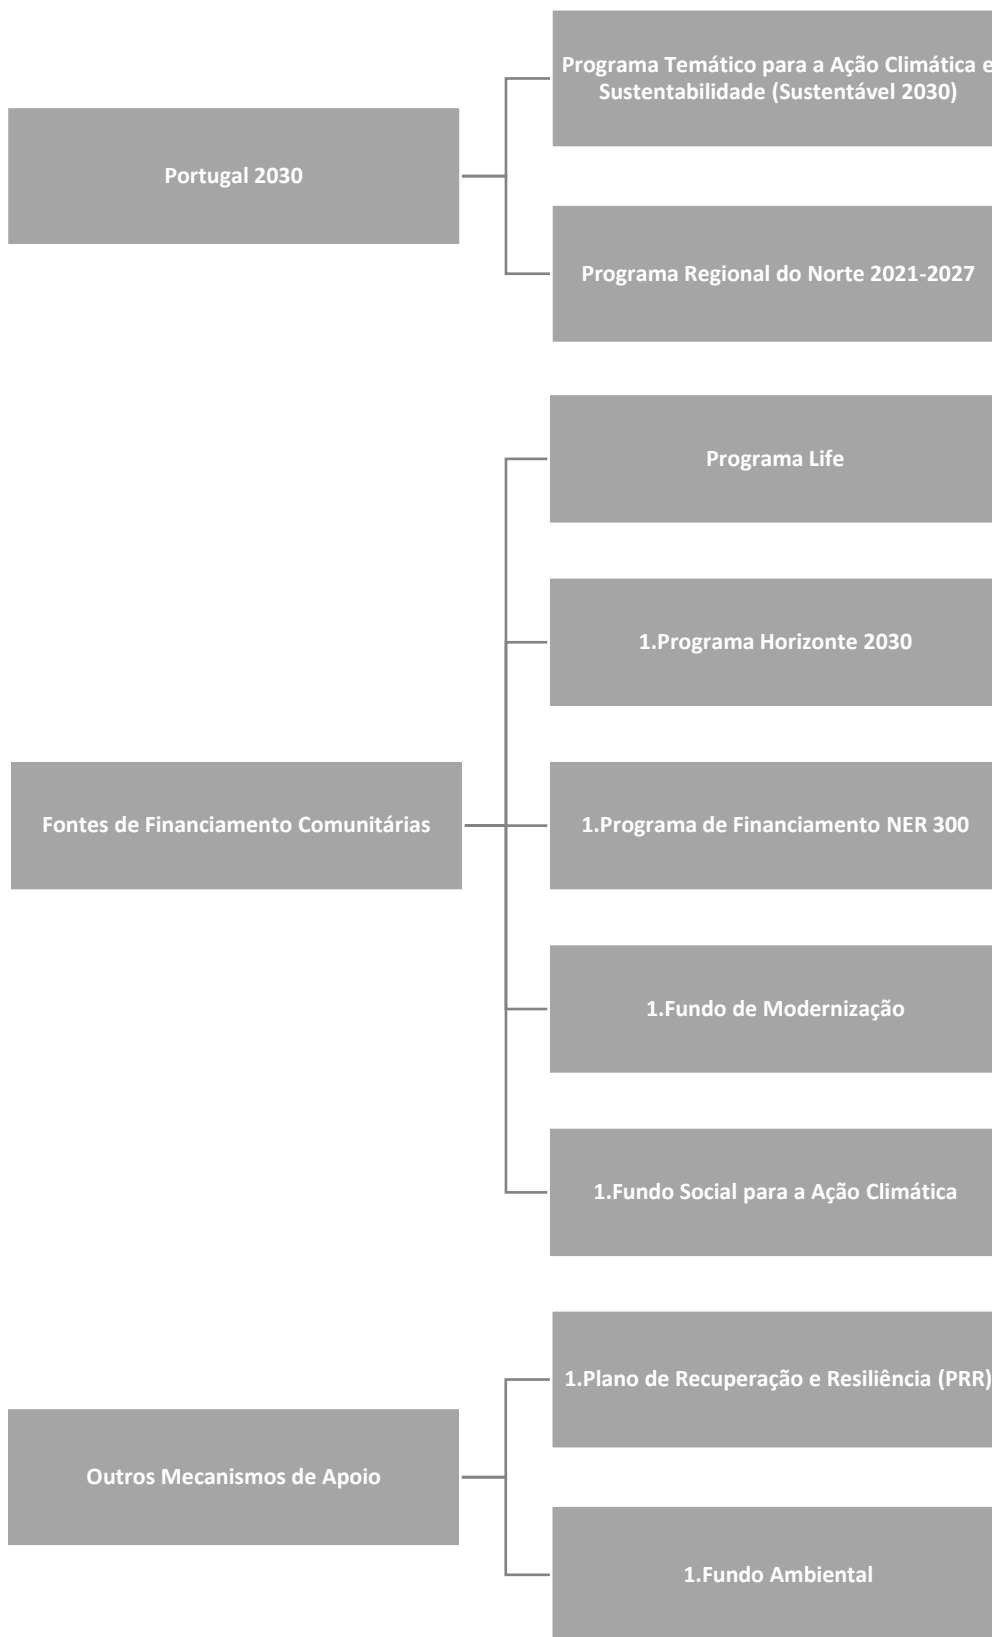 Programa Temático para a Ação Climática e
Sustentabilidade (Sustentável 2030)
Portugal 2030
Programa Regional do Norte 2021-2027
Programa Life
1.Programa Horizonte 2030
Fontes de Financiamento Comunitárias
1.Programa de Financiamento NER 300
1.Fundo de Modernização
1.Fundo Social para a Ação Climática
1.Plano de Recuperação e Resiliência (PRR)
Outros Mecanismos de Apoio
1.Fundo Ambiental